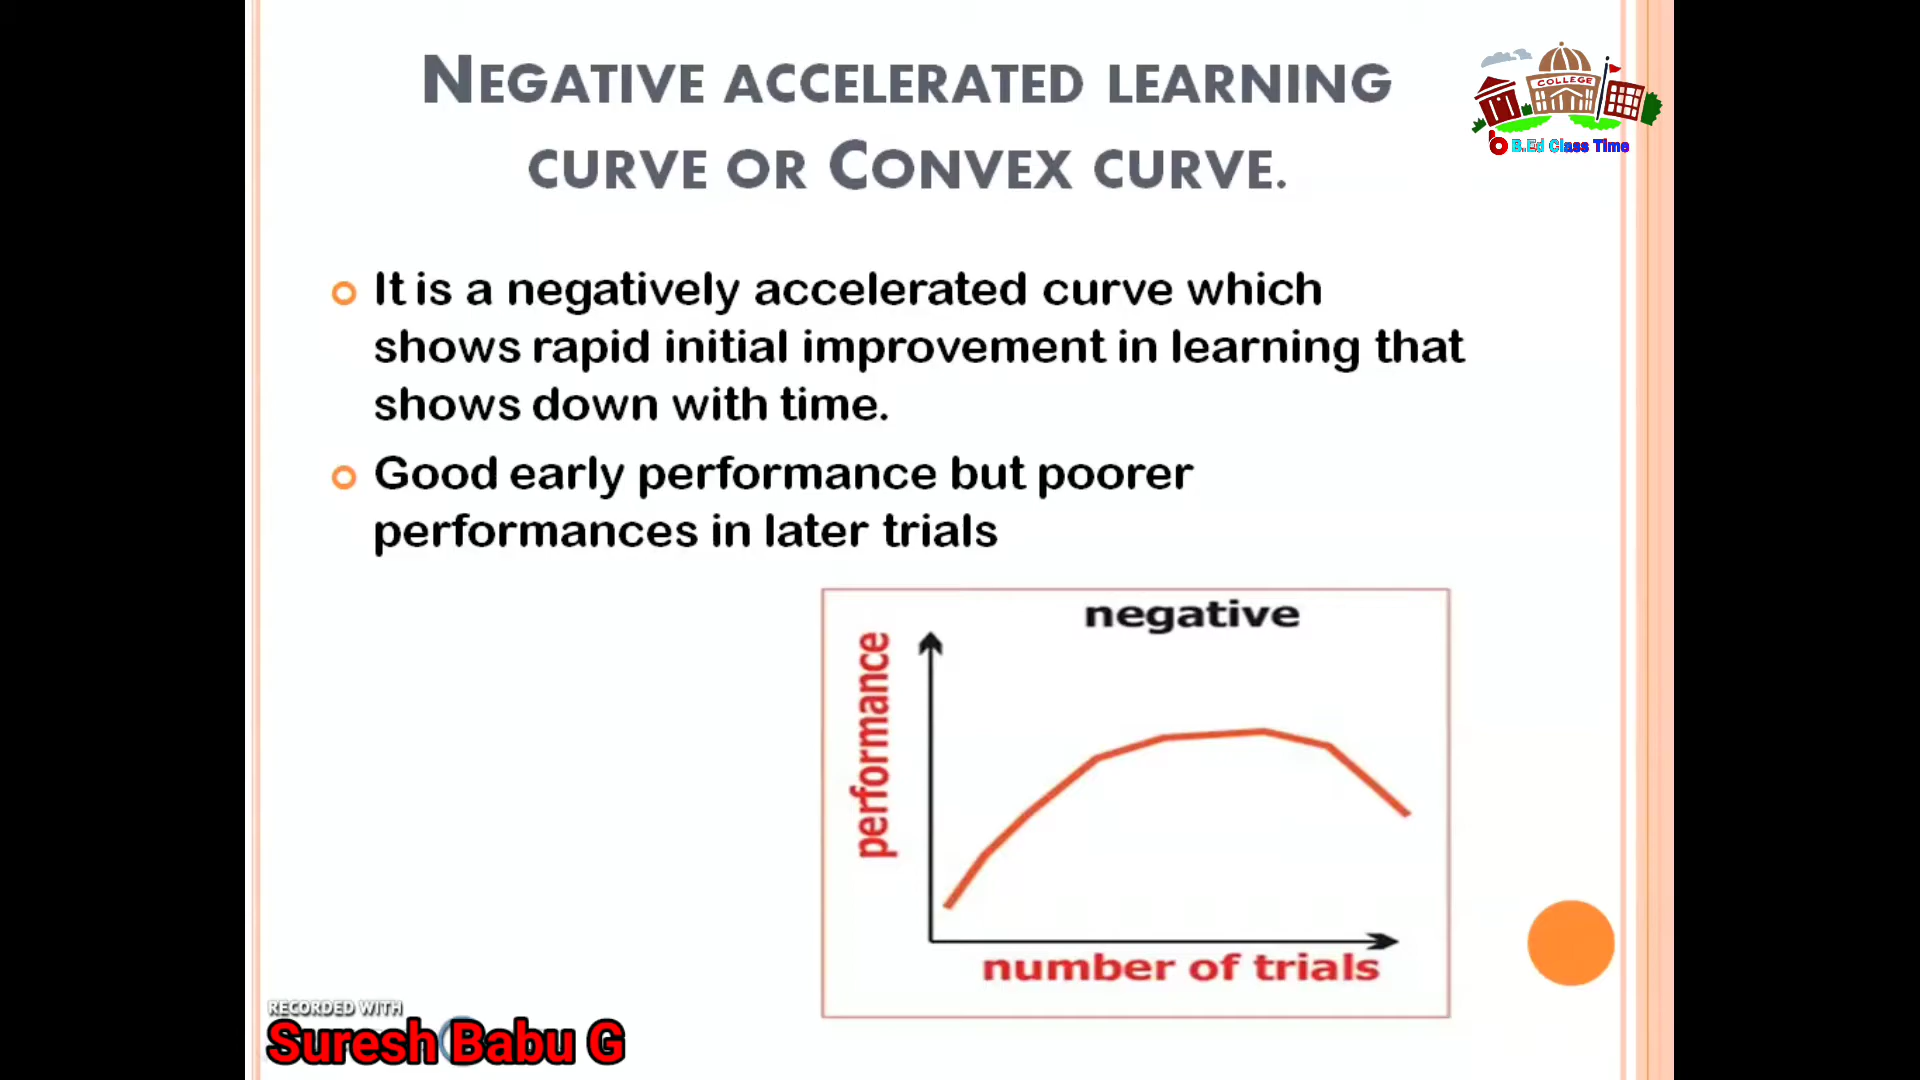 NEGATIVE ACCELERATED LEARNING
CURVE OR CONVEX CURVE.
COLLEGE
B.Ed Class Time
It is a negatively accelerated curve which
shows rapid initial improvement in learning that
shows down with time.
Good early performance but poorer
performances in later trials
negative
performance
number of trials
RECORDED WITH
Suresh Babu G